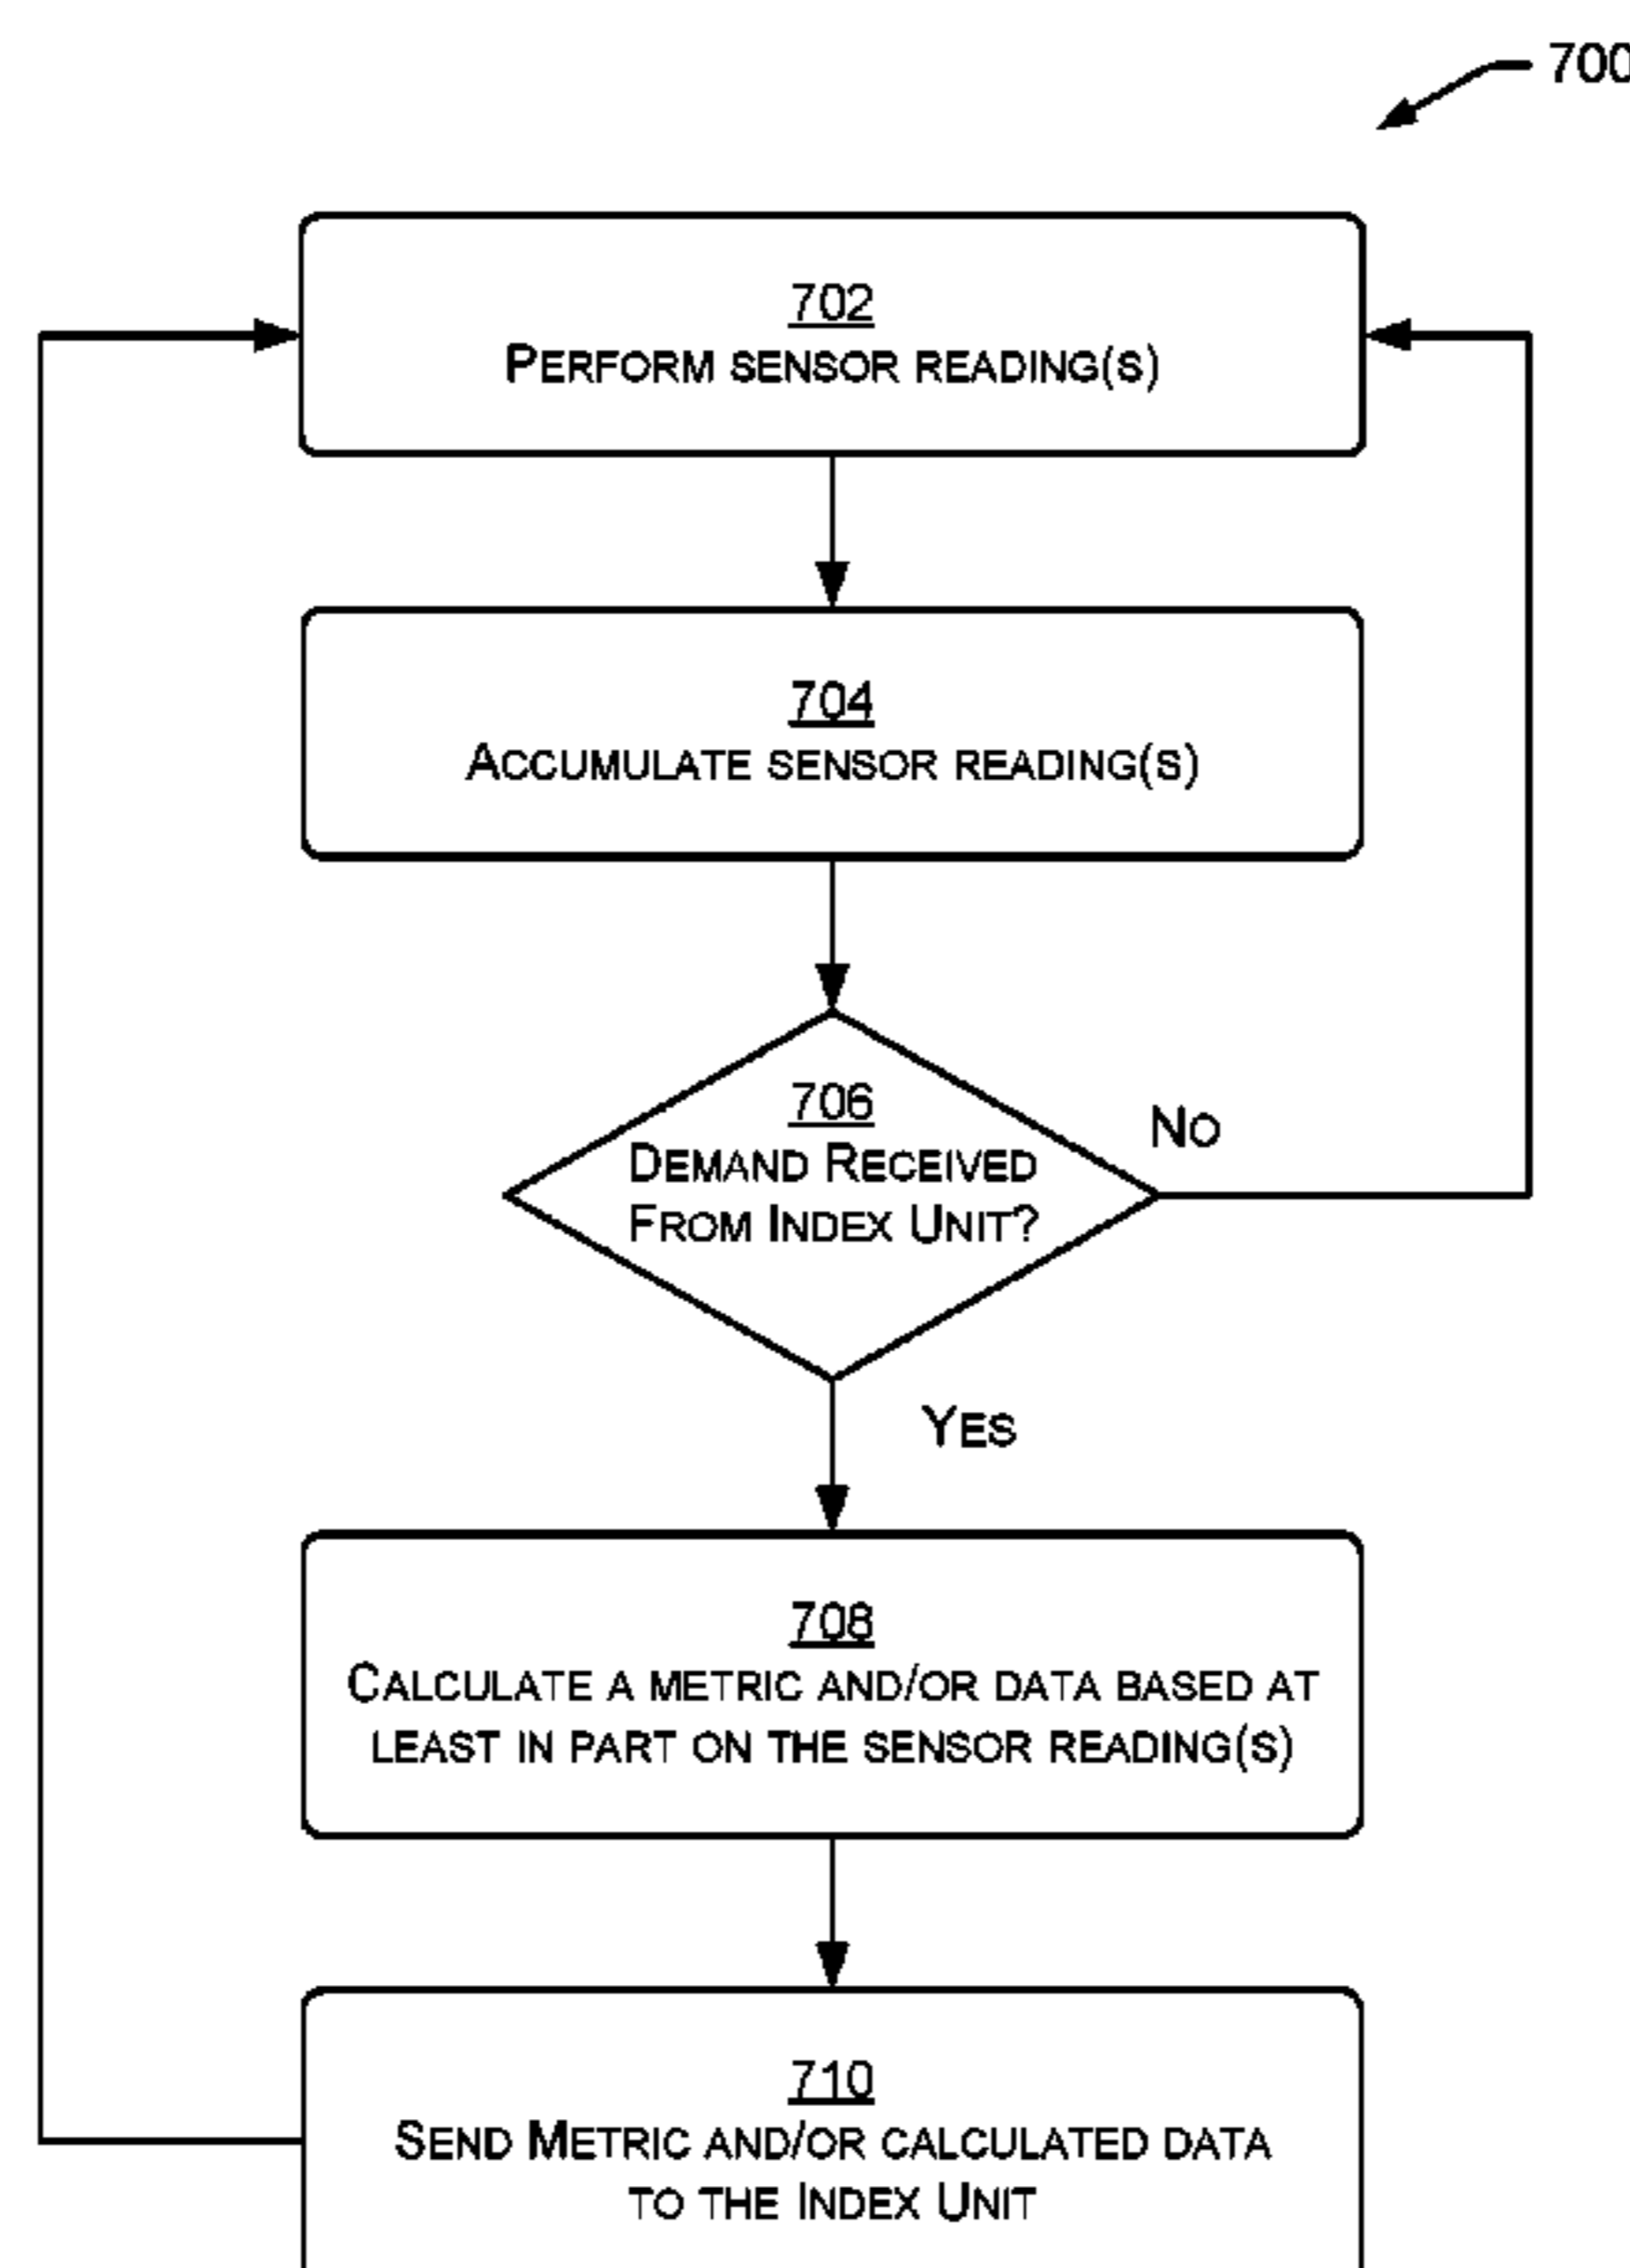 700
702
PERFORM SENSOR READING(S)
704
ACCUMULATE SENSOR READING(S)
706
DEMAND RECEIVED
FROM INDEX UNIT?
NO
YES
708
CALCULATE A METRIC AND/OR DATA BASED AT
LEAST IN PART ON THE SENSOR READING(S)
710
SEND METRIC AND/OR CALCULATED DATA
TO THE INDEX UNIT